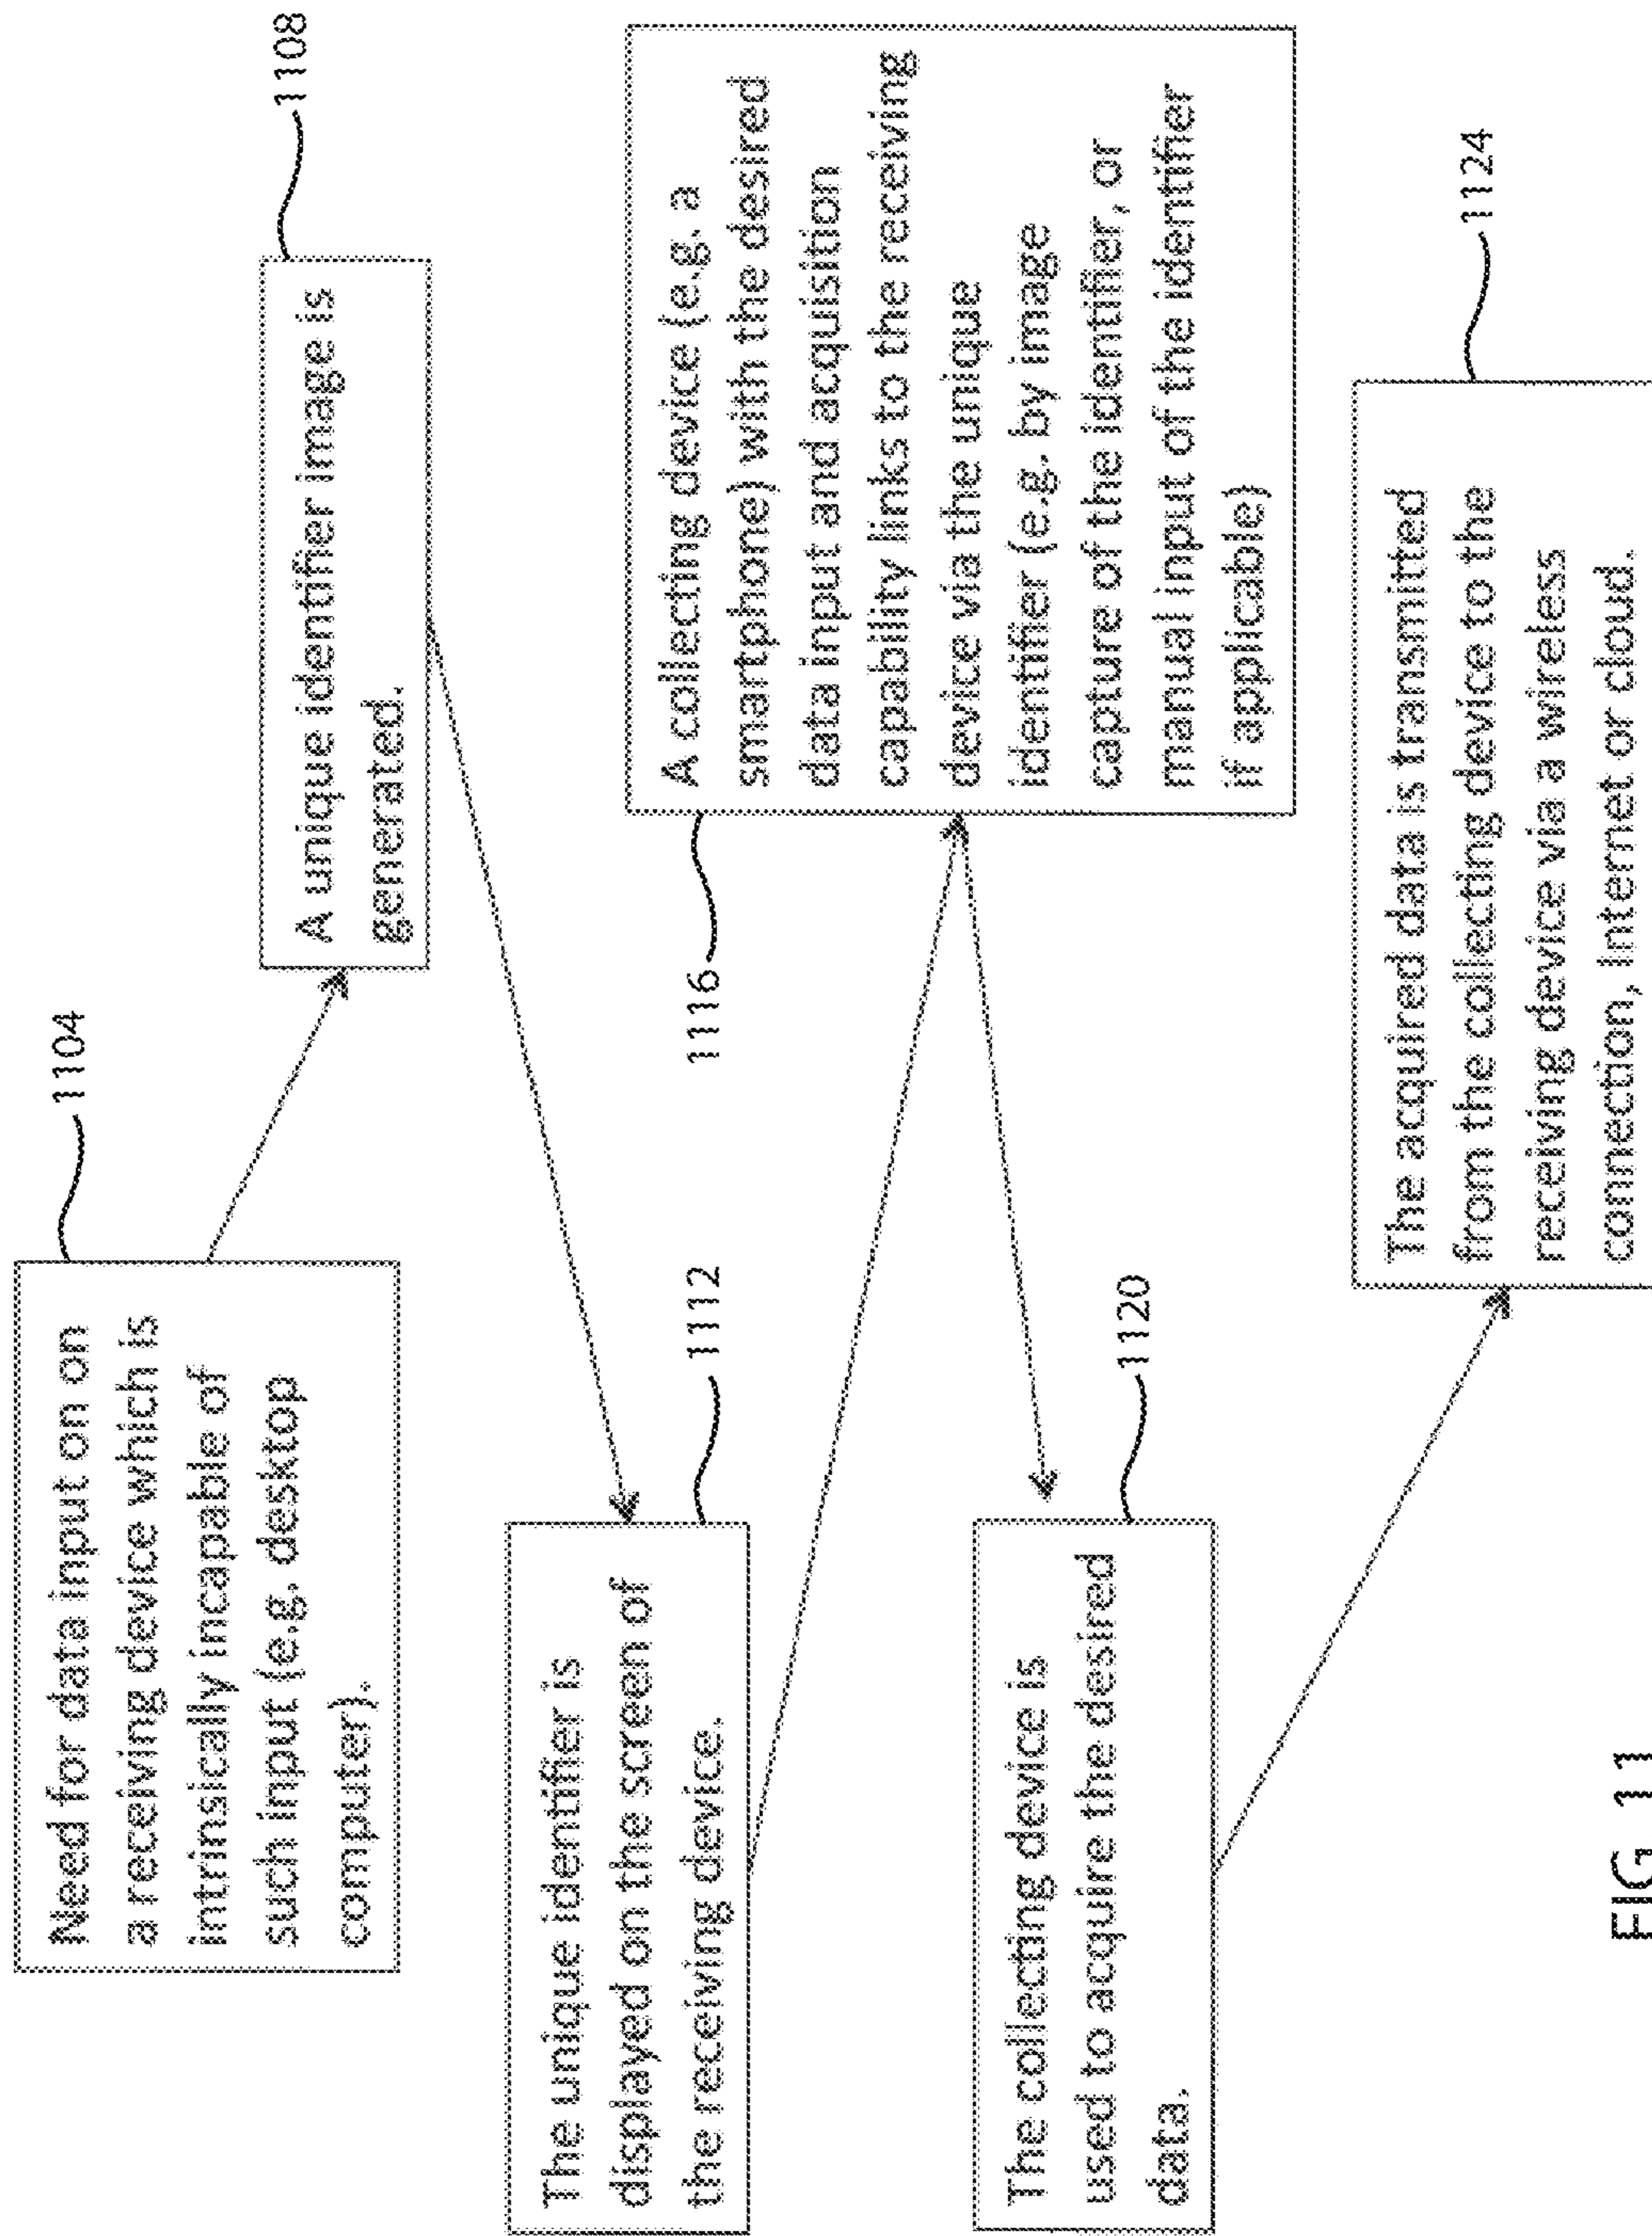 1104
Need for data input on on
a receiving device which is
intrinsically incapable of
such input (e.g. desktop
computer).
1108
A unique identifier image is
generated.
1112
The unique identifier is
displayed on the screen of
the receiving device.
1116
A collecting device (e.g. a
smartphone) with the desired
data input and acquisition
capability links to the receiving
device via the unique
identifier (e.g. by image
capture of the identifier, or
manual input of the identifier
if applicable)
1120
The collecting device is
used to acquire the desired
data.
1124
The acquired data is transmitted
from the collecting device to the
receiving device via a wireless
connection, Internet or cloud.
FIG. 11